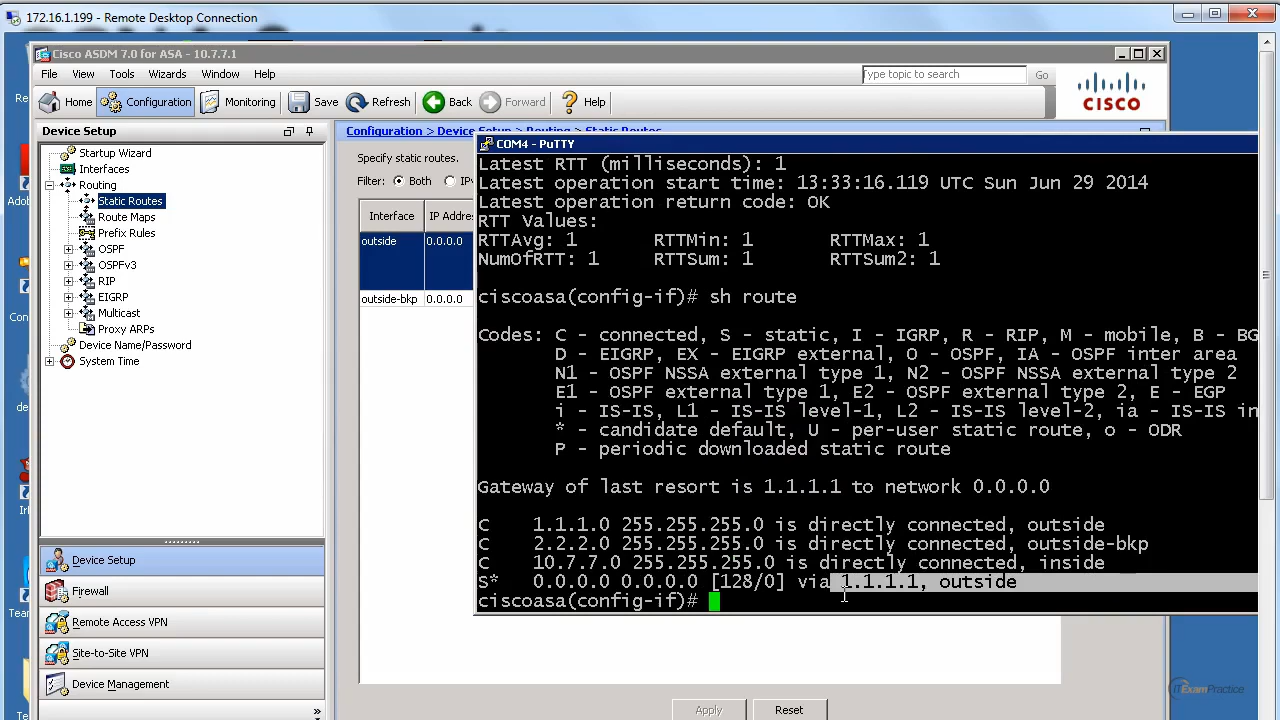 172.16.1.199 - Remote Desktop Connection
Cisco ASDM 7.0 for ASA - 10.7.7.1
File View Tools Wizards Window Help
Type topic to search Go
Home Configuration Monitoring Save Refresh Back Forward Help
CISCO
Device Setup
Startup Wizard
Interfaces
Routing
Static Routes
Route Maps
Prefix Rules
OSPF
OSPFv3
RIP
EIGRP
Multicast
Proxy ARPs
Device Name/Password
System Time
Device Setup
Firewall
Remote Access VPN
Site-to-Site VPN
Device Management
»
Configuration > Device Setup > Routing > Static Routes
Specify static routes.
Filter: Both
Interface IP Addre
outside 0.0.0.0
outside-bkp 0.0.0.0
Apply Reset
COM4 - PuTTY
Latest RTT (milliseconds): 1
Latest operation start time: 13:33:16.119 UTC Sun Jun 29 2014
Latest operation return code: OK
RTT Values:
RTTAvg: 1 RTTMin: 1 RTTMax: 1
NumOfRTT: 1 RTTSum: 1 RTTSum2: 1
ciscoasa(config-if)# sh route
Codes: C - connected, S - static, I - IGRP, R - RIP, M - mobile, B - BG
D - EIGRP, EX - EIGRP external, O - OSPF, IA - OSPF inter area
N1 - OSPF NSSA external type 1, N2 - OSPF NSSA external type 2
E1 - OSPF external type 1, E2 - OSPF external type 2, E - EGP
i - IS-IS, L1 - IS-IS level-1, L2 - IS-IS level-2, ia - IS-IS in
* - candidate default, U - per-user static route, o - ODR
P - periodic downloaded static route
Gateway of last resort is 1.1.1.1 to network 0.0.0.0
C 1.1.1.0 255.255.255.0 is directly connected, outside
C 2.2.2.0 255.255.255.0 is directly connected, outside-bkp
C 10.7.7.0 255.255.255.0 is directly connected, inside
S* 0.0.0.0 0.0.0.0 [128/0] via 1.1.1.1, outside
ciscoasa(config-if)#
ITExamPractice